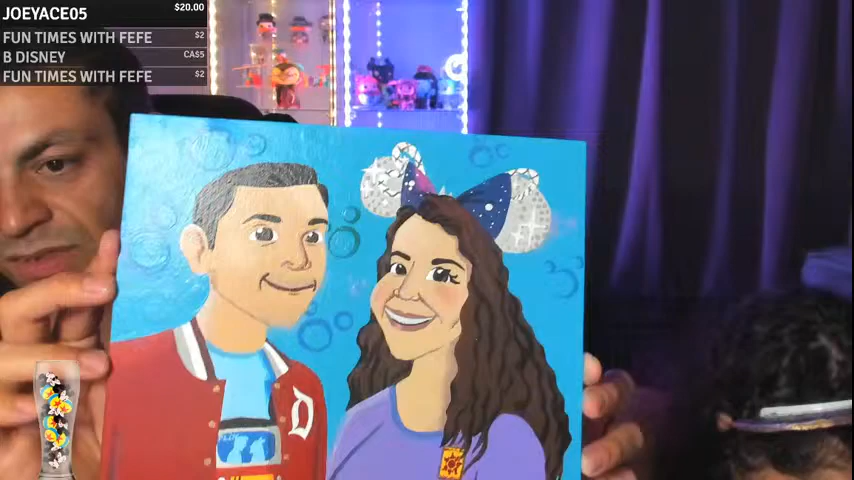 JOEYACE05 $20.00
FUN TIMES WITH FEFE $2
B DISNEY CA$5
FUN TIMES WITH FEFE $2
D